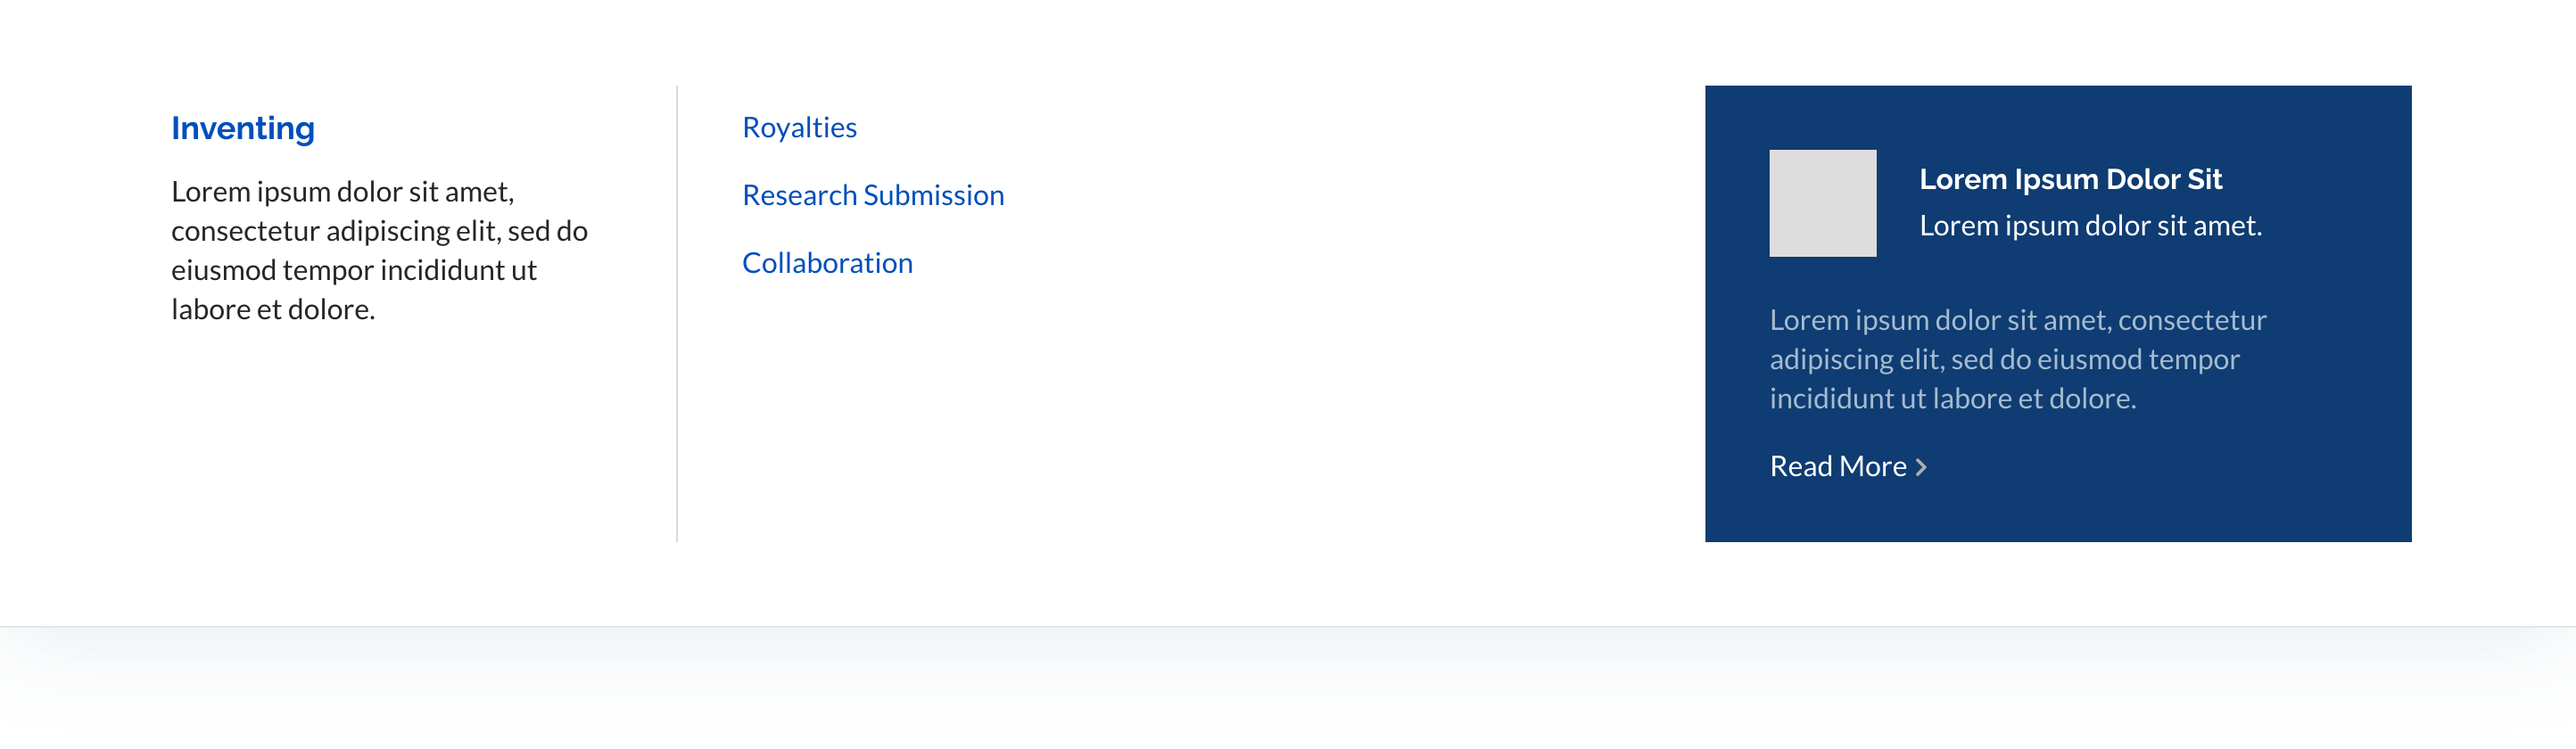 Inventing
Lorem ipsum dolor sit amet,
consectetur adipiscing elit, sed do
eiusmod tempor incididunt ut
labore et dolore.
Royalties
Research Submission
Collaboration
Lorem Ipsum Dolor Sit
Lorem ipsum dolor sit amet.
Lorem ipsum dolor sit amet, consectetur
adipiscing elit, sed do eiusmod tempor
incididunt ut labore et dolore.
Read More